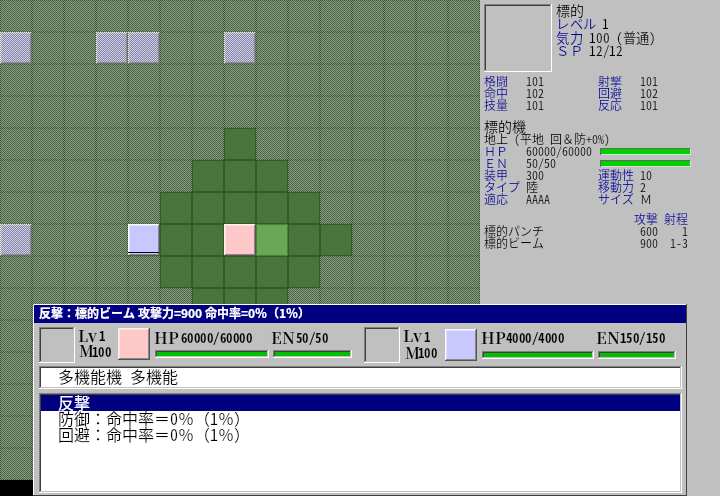 標的
レベル 1
気力 100 (普通)
ＳＰ 12/12
格闘 101 射撃 101
命中 102 回避 102
技量 101 反応 101
標的機
地上 (平地 回＆防+0%)
ＨＰ 60000/60000
ＥＮ 50/50
装甲 300 運動性 10
タイプ 陸 移動力 2
適応 AAAA サイズ M
攻撃 射程
標的パンチ 600 1
標的ビーム 900 1-3
反撃：標的ビーム 攻撃力=900 命中率=0%（1%）
Lv1 HP 60000/60000 EN 50/50 Lv1 HP 4000/4000 EN 150/150
M100 M100
多機能機 多機能
反撃
防御：命中率＝0%（1%）
回避：命中率＝0%（1%）